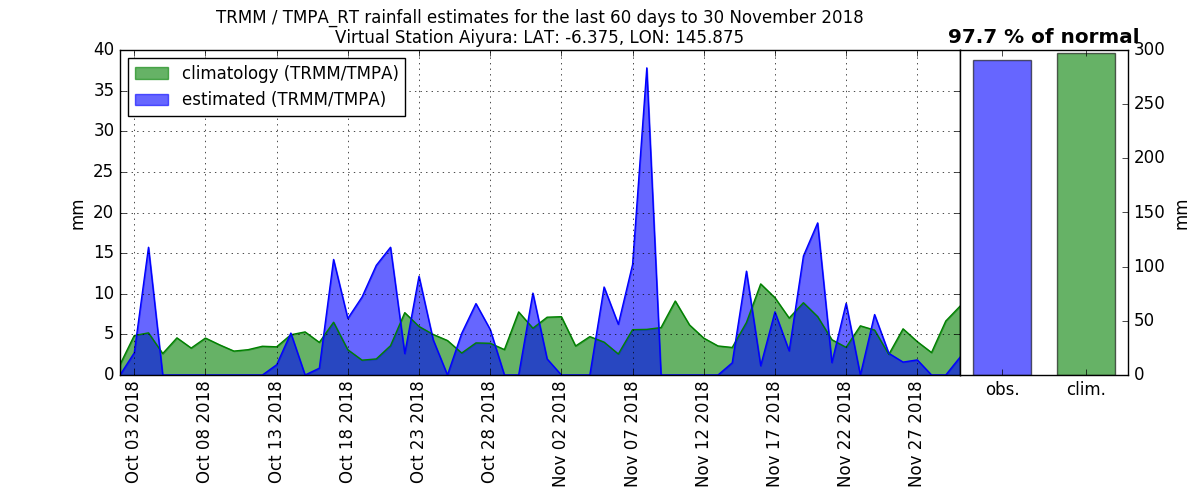 TRMM / TMPA_RT rainfall estimates for the last 60 days to 30 November 2018
Virtual Station Aiyura: LAT: -6.375, LON: 145.875
97.7 % of normal
climatology (TRMM/TMPA)
estimated (TRMM/TMPA)
mm
40
35
30
25
20
15
10
5
0
Oct 03 2018
Oct 08 2018
Oct 13 2018
Oct 18 2018
Oct 23 2018
Oct 28 2018
Nov 02 2018
Nov 07 2018
Nov 12 2018
Nov 17 2018
Nov 22 2018
Nov 27 2018
obs.
clim.
300
250
200
150
100
50
0
mm